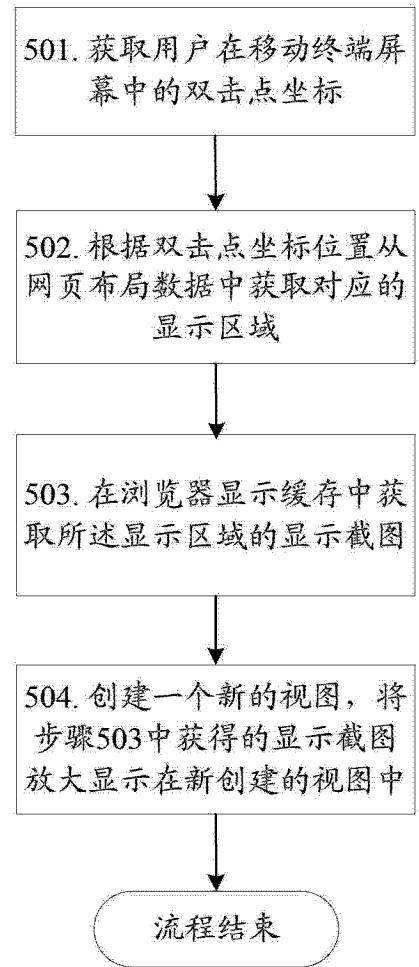 501. 获取用户在移动终端屏
幕中的双击点坐标
502. 根据双击点坐标位置从
网页布局数据中获取对应的
显示区域
503. 在浏览器显示缓存中获
取所述显示区域的显示截图
504. 创建一个新的视图，将
步骤503中获得的显示截图
放大显示在新创建的视图中
流程结束